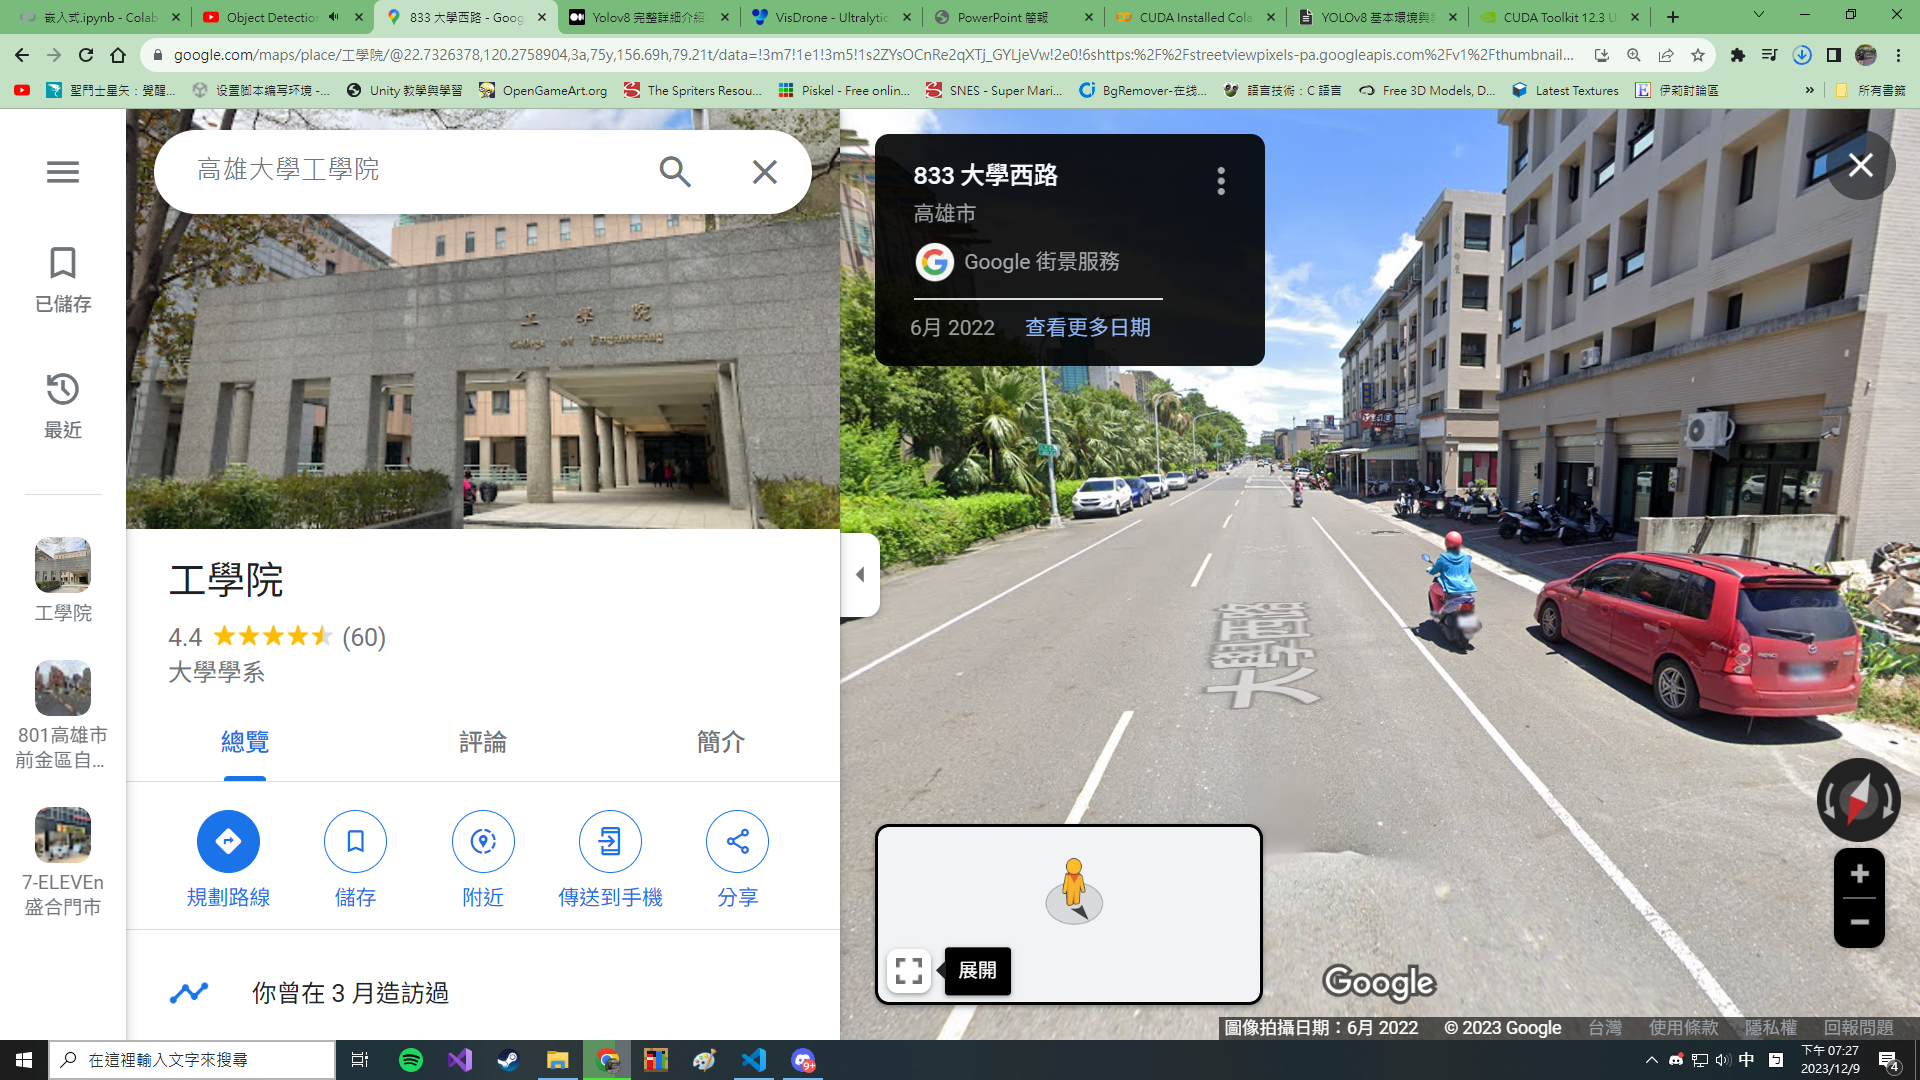 嵌入式.ipynb - Colab
Object Detection
833 大學西路 - Goog
Yolov8 完整詳細介紹
VisDrone - Ultralytic
PowerPoint 簡報
CUDA Installed Cola
YOLOv8 基本環境與
CUDA Toolkit 12.3 U
google.com/maps/place/工學院/@22.7326378,120.2758904,3a,75y,156.69h,79.21t/data=!3m7!1e1!3m5!1s2ZYsOCnRe2qXTj_GYLjeVw!2e0!6shttps:%2F%2Fstreetviewpixels-pa.googleapis.com%2Fv1%2Fthumbnail...
聖鬥士星矢：覺醒...
设置脚本编写环境 -...
Unity 教學與學習
OpenGameArt.org
The Spriters Resou...
Piskel - Free onlin...
SNES - Super Mari...
BgRemover-在线...
語言技術：C 語言
Free 3D Models, D...
Latest Textures
伊莉討論區
»
所有書籤
高雄大學工學院
已儲存
最近
工學院
801高雄市
前金區自...
7-ELEVEn
盛合門市
工學院
College of Engineering
工學院
4.4
(60)
大學學系
總覽
評論
簡介
規劃路線
儲存
附近
傳送到手機
分享
你曾在 3 月造訪過
833 大學西路
高雄市
Google 街景服務
6月 2022
查看更多日期
大學西路
展開
Google
圖像拍攝日期：6月 2022
© 2023 Google
台灣
使用條款
隱私權
回報問題
在這裡輸入文字來搜尋
9+
中
下午 07:27
2023/12/9
4